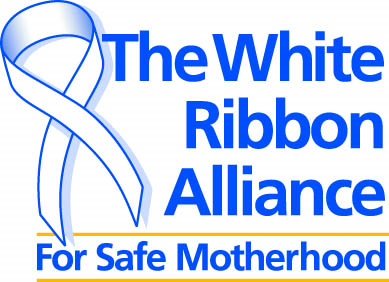 The White
Ribbon
Alliance
For Safe Motherhood